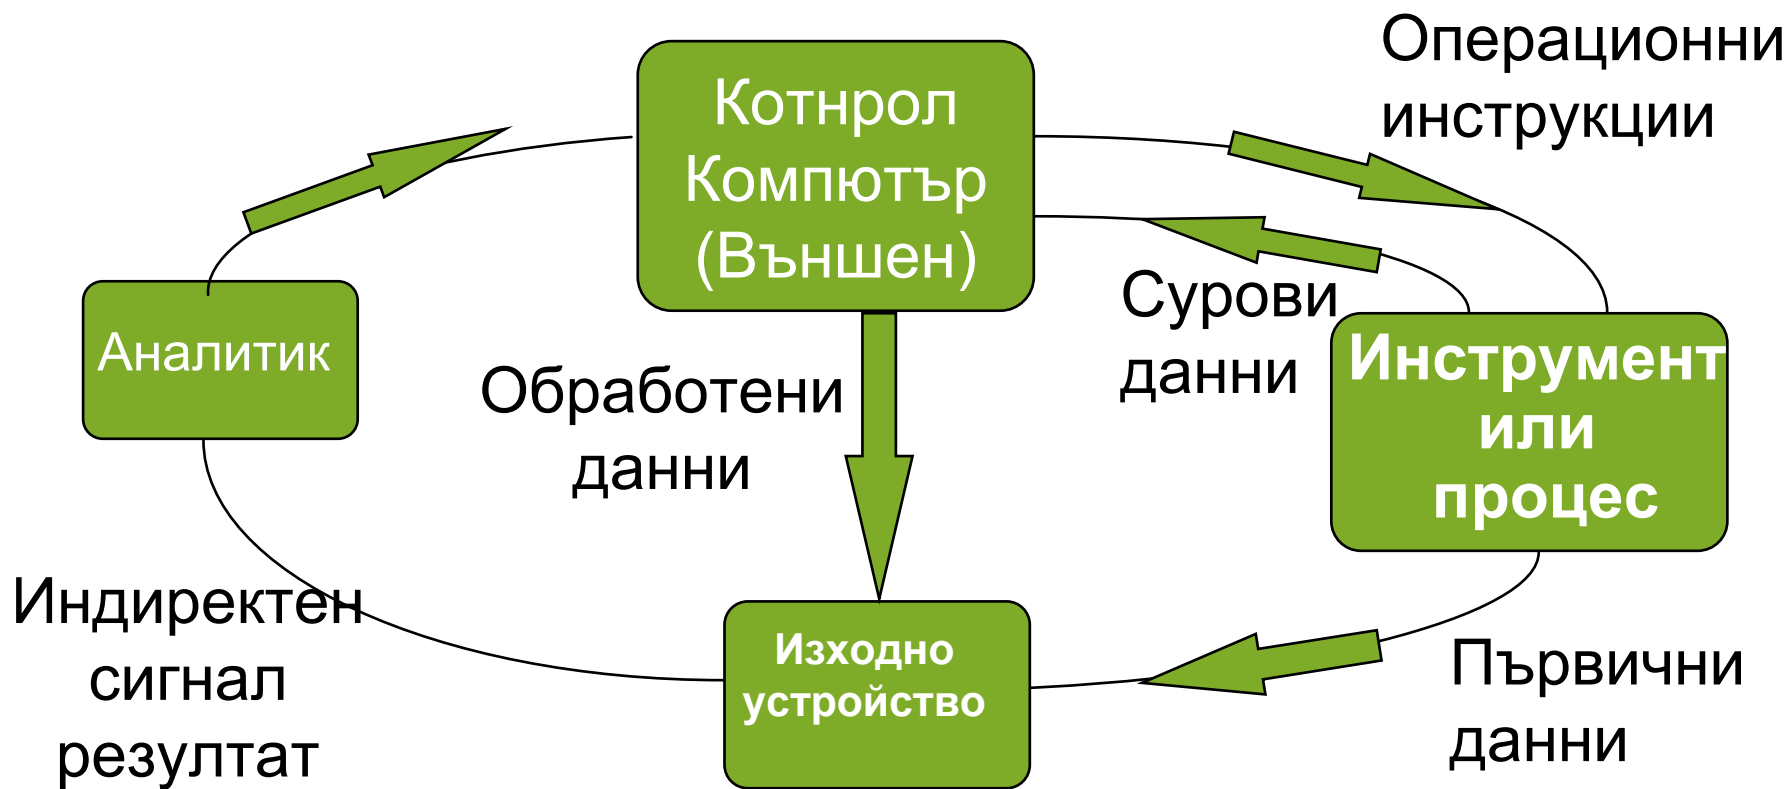 Котнрол
Компютър
(Външен)
Операционни
инструкции
Аналитик
Сурови
данни
Инструмент
или
процес
Обработени
данни
Индиректен
сигнал
резултат
Изходно
устройство
Първични
данни